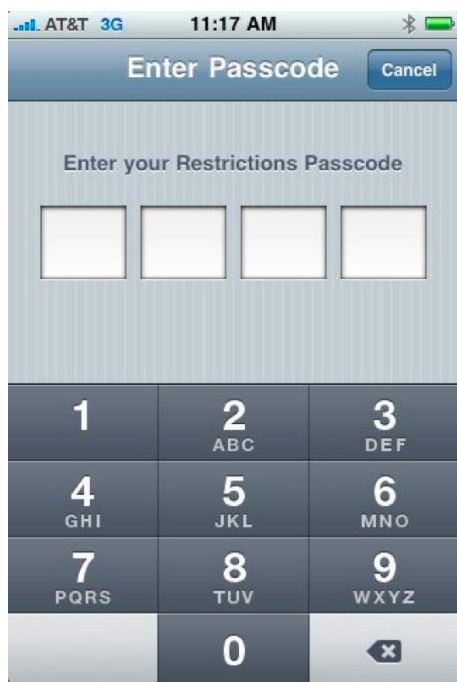 AT&T 3G 11:17 AM
Enter Passcode Cancel
Enter your Restrictions Passcode
1 2 3
ABC DEF
4 5 6
GHI JKL MNO
7 8 9
PQRS TUV WXYZ
0